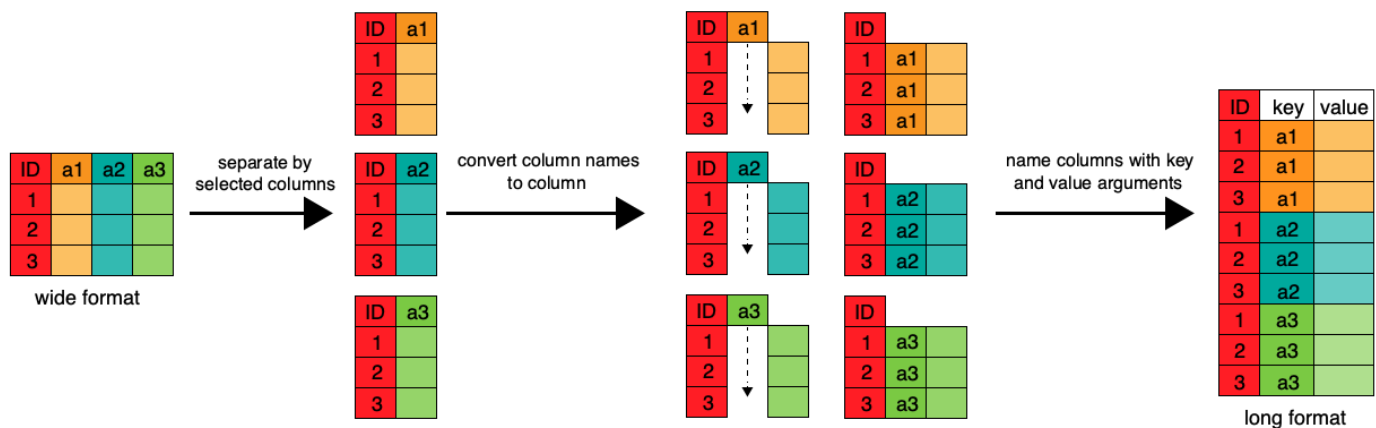 ID a1 a2 a3
1
2
3
wide format
separate by
selected columns
ID a1
1
2
3
ID a2
1
2
3
ID a3
1
2
3
convert column names
to column
ID a1
1
2
3
ID a2
1
2
3
ID a3
1
2
3
ID
1 a1
2 a1
3 a1
ID
1 a2
2 a2
3 a2
ID
1 a3
2 a3
3 a3
name columns with key
and value arguments
ID key value
1 a1
2 a1
3 a1
1 a2
2 a2
3 a2
1 a3
2 a3
3 a3
long format